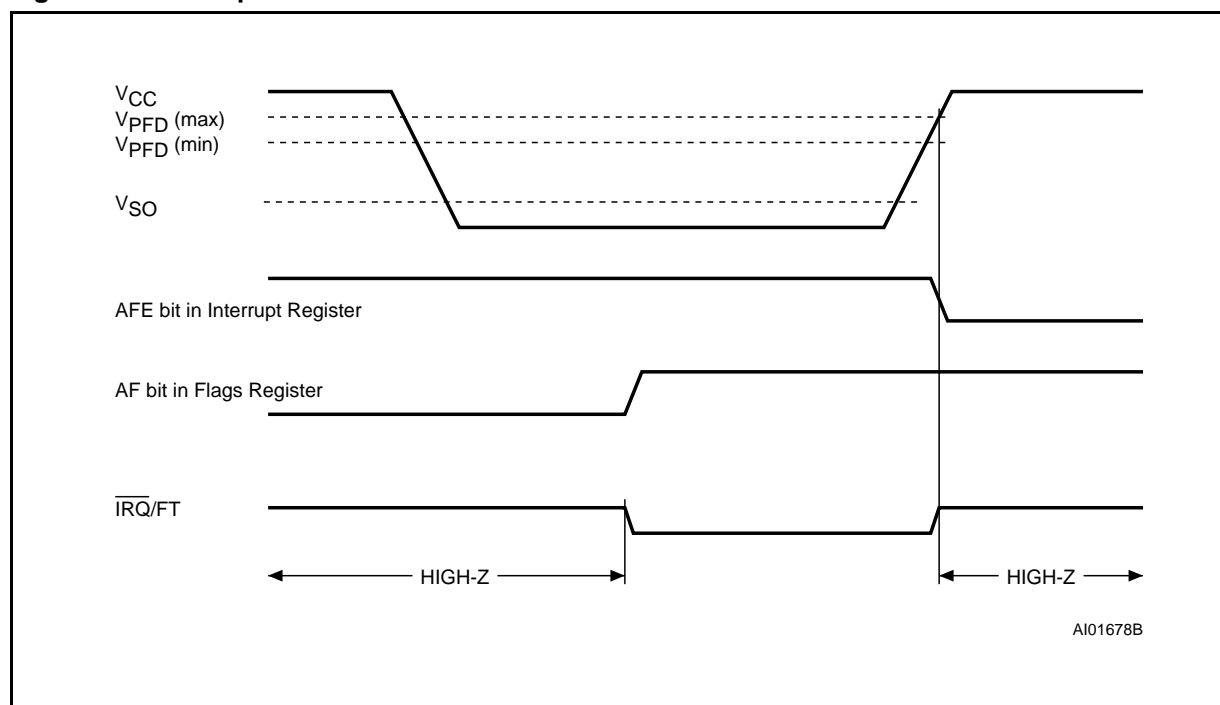 VCC
VPFD (max)
VPFD (min)
VSO
AFE bit in Interrupt Register
AF bit in Flags Register
IRQ/FT
HIGH-Z HIGH-Z
AI01678B